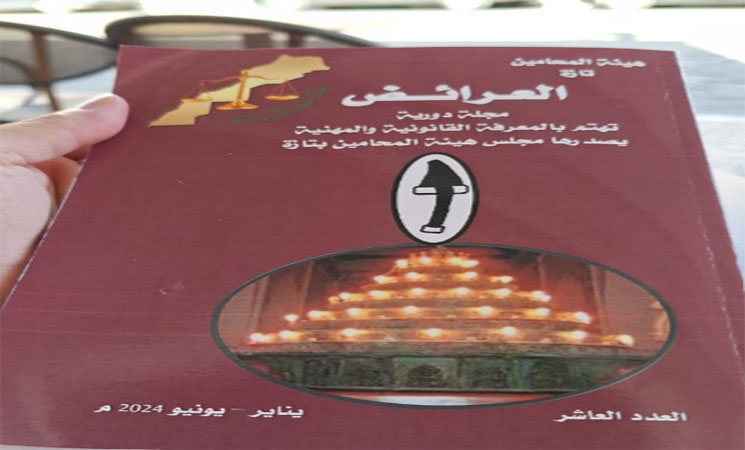 هيئة المحامين
تازة
العرائض
مجلة دورية
تهتم بالمعرفة القانونية والمهنية
يصدرها مجلس هيئة المحامين بتازة
العدد العاشر
يناير - يونيو 2024 م